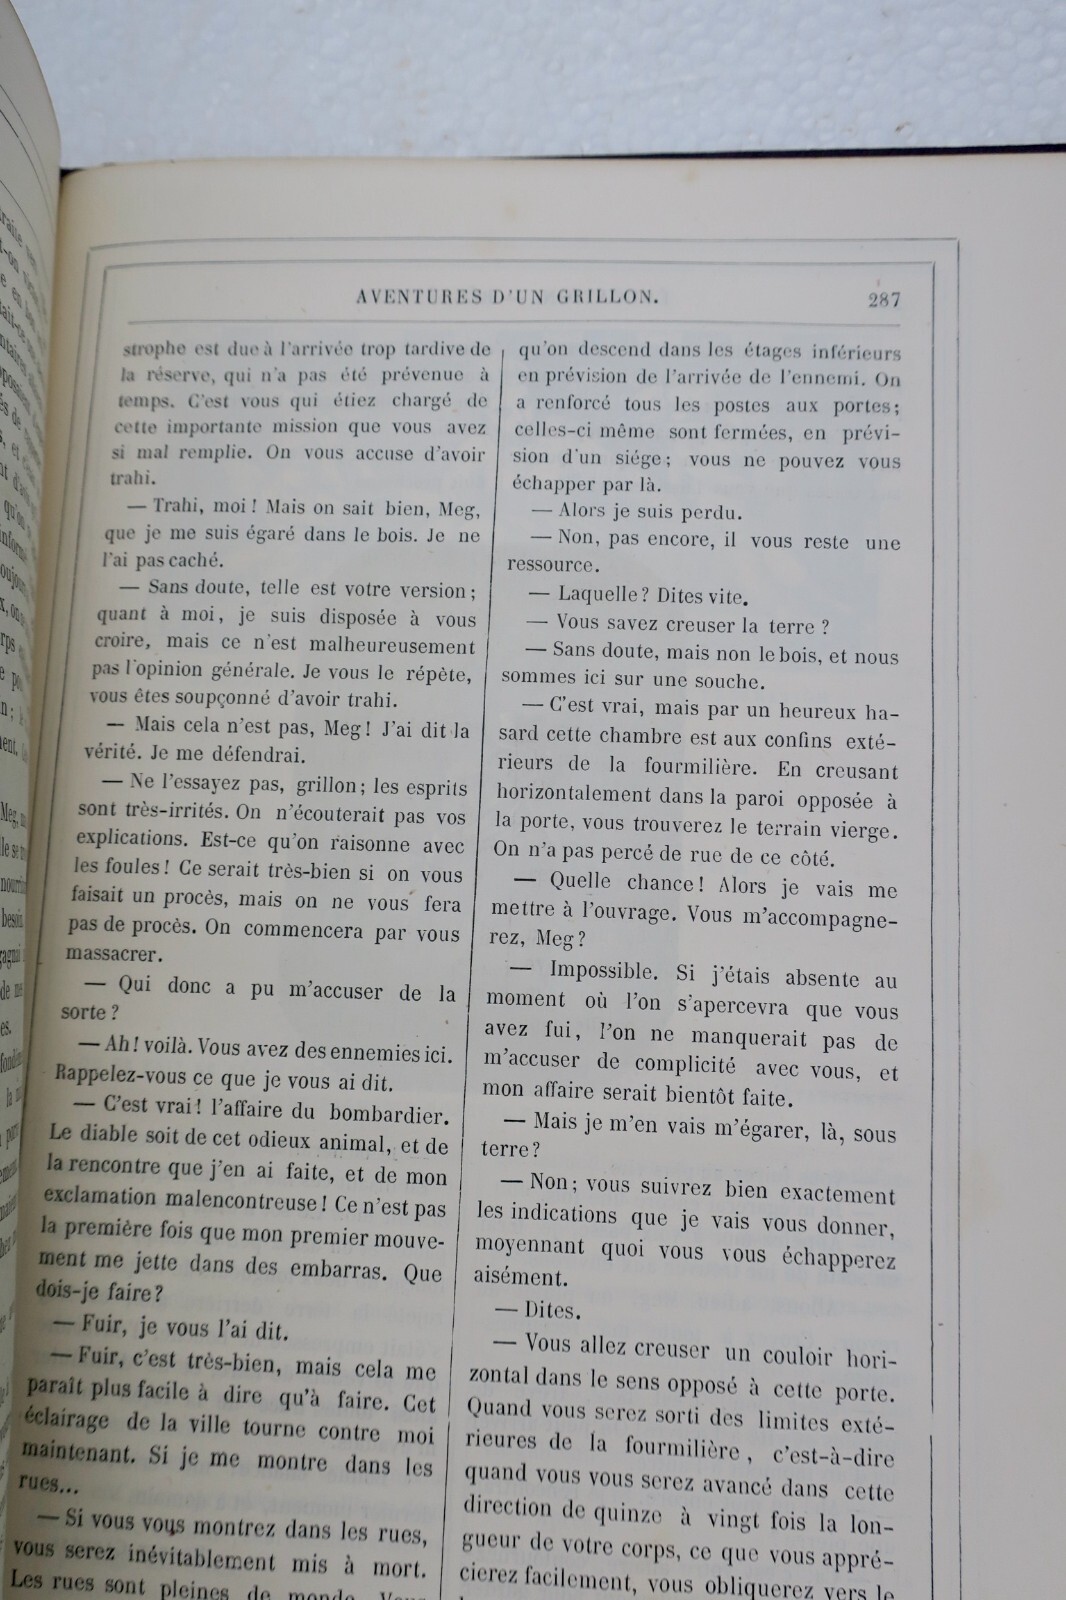 AVENTURES D'UN GRILLON.
287
strophe est due à l'arrivée trop tardive de
la réserve, qui n'a pas été prévenue à
temps. C'est vous qui étiez chargé de
cette importante mission que vous avez
si mal remplie. On vous accuse d'avoir
trahi.
— Trahi, moi ! Mais on sait bien, Meg,
que je me suis égaré dans le bois. Je ne
l'ai pas caché.
— Sans doute, telle est votre version ;
quant à moi, je suis disposée à vous
croire, mais ce n'est malheureusement
pas l'opinion générale. Je vous le répète,
vous êtes soupçonné d'avoir trahi.
— Mais cela n'est pas, Meg ! J'ai dit la
vérité. Je me défendrai.
— Ne l'essayez pas, grillon ; les esprits
sont très-irrités. On n'écouterait pas vos
explications. Est-ce qu'on raisonne avec
les foules ! Ce serait très-bien si on vous
faisait un procès, mais on ne vous fera
pas de procès. On commencera par vous
massacrer.
— Qui donc a pu m'accuser de la
sorte ?
— Ah ! voilà. Vous avez des ennemies ici.
Rappelez-vous ce que je vous ai dit.
— C'est vrai ! l'affaire du bombardier.
Le diable soit de cet odieux animal, et de
la rencontre que j'en ai faite, et de mon
exclamation malencontreuse ! Ce n'est pas
la première fois que mon premier mouve-
ment me jette dans des embarras. Que
dois-je faire ?
— Fuir, je vous l'ai dit.
— Fuir, c'est très-bien, mais cela me
paraît plus facile à dire qu'à faire. Cet
éclairage de la ville tourne contre moi
maintenant. Si je me montre dans les
rues...
— Si vous vous montrez dans les rues,
vous serez inévitablement mis à mort.
Les rues sont pleines de monde. Vous
qu'on descend dans les étages inférieurs
en prévision de l'arrivée de l'ennemi. On
a renforcé tous les postes aux portes ;
celles-ci même sont fermées, en prévi-
sion d'un siége ; vous ne pouvez vous
échapper par là.
— Alors je suis perdu.
— Non, pas encore, il vous reste une
ressource.
— Laquelle ? Dites vite.
— Vous savez creuser la terre ?
— Sans doute, mais non le bois, et nous
sommes ici sur une souche.
— C'est vrai, mais par un heureux ha-
sard cette chambre est aux confins exté-
rieurs de la fourmilière. En creusant
horizontalement dans la paroi opposée à
la porte, vous trouverez le terrain vierge.
On n'a pas percé de rue de ce côté.
— Quelle chance ! Alors je vais me
mettre à l'ouvrage. Vous m'accompagne-
rez, Meg ?
— Impossible. Si j'étais absente au
moment où l'on s'apercevra que vous
avez fui, l'on ne manquerait pas de
m'accuser de complicité avec vous, et
mon affaire serait bientôt faite.
— Mais je m'en vais m'égarer, là, sous
terre ?
— Non ; vous suivrez bien exactement
les indications que je vais vous donner,
moyennant quoi vous vous échapperez
aisément.
— Dites.
— Vous allez creuser un couloir hori-
zontal dans le sens opposé à cette porte.
Quand vous serez sorti des limites exté-
rieures de la fourmilière, c'est-à-dire
quand vous vous serez avancé dans cette
direction de quinze à vingt fois la lon-
gueur de votre corps, ce que vous appré-
cierez facilement, vous obliquerez vers le